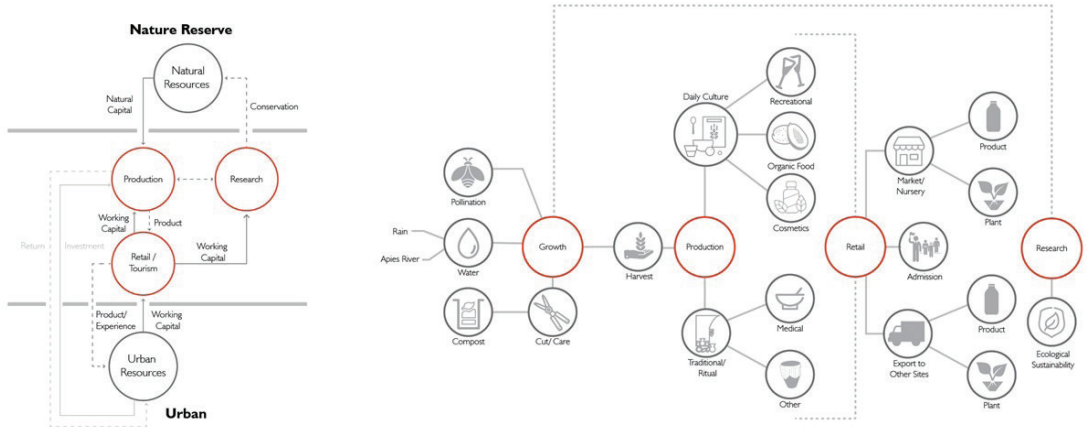 Nature Reserve
Natural
Resources
Natural
Capital
Conservation
Production
Research
Working
Capital
Product
Return
Investment
Retail /
Tourism
Working
Capital
Product/
Experience
Working
Capital
Urban
Resources
Urban
Pollination
Rain
Apies River
Water
Compost
Cut/ Care
Growth
Harvest
Production
Daily Culture
Recreational
Organic Food
Cosmetics
Traditional/
Ritual
Medical
Other
Retail
Market/
Nursery
Product
Plant
Admission
Export to
Other Sites
Product
Plant
Research
Ecological
Sustainability